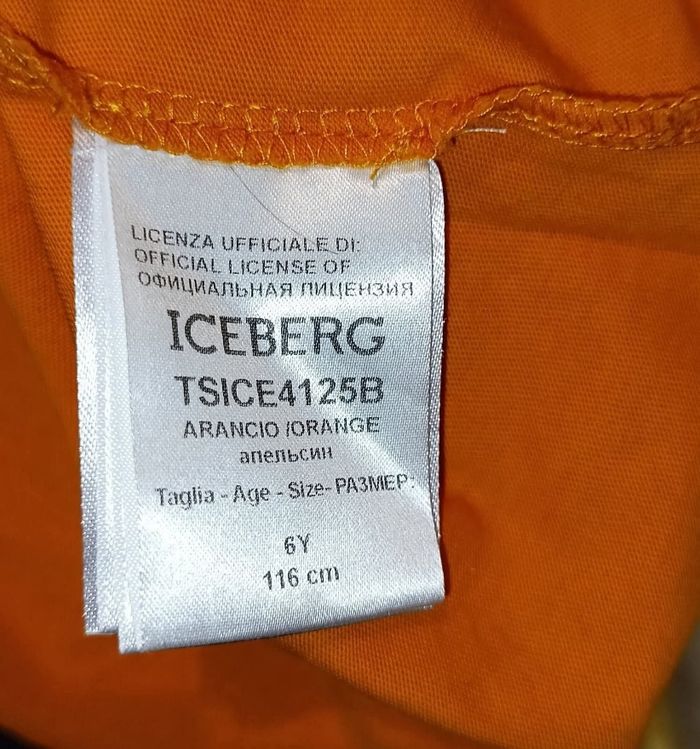 LICENZA UFFICIALE DI:
OFFICIAL LICENSE OF
ОФИЦИАЛЬНАЯ ЛИЦЕНЗИЯ
ICEBERG
TSICE4125B
ARANCIO /ORANGE
апельсин
Taglia - Age - Size- РАЗМЕР:
6Y
116 cm